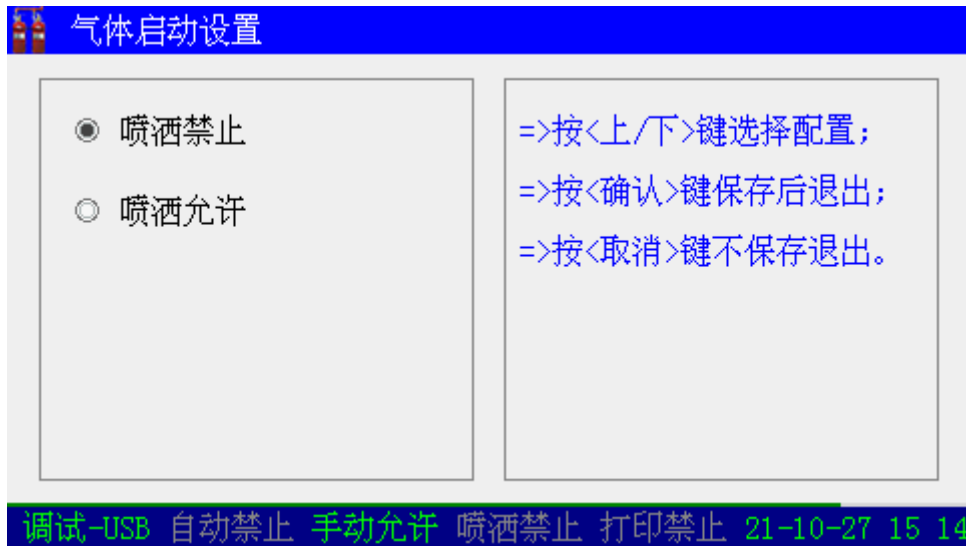 气体启动设置
喷洒禁止
喷洒允许
=>按<上/下>键选择配置；
=>按<确认>键保存后退出；
=>按<取消>键不保存退出。
调试-USB 自动禁止 手动允许 喷洒禁止 打印禁止 21-10-27 15 14